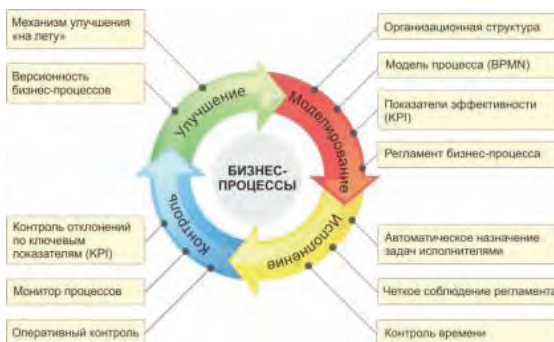 Механизм улучшения
«на лету»
Версионность
бизнес-процессов
Организационная структура
Модель процесса (BPMN)
Показатели эффективности
(KPI)
Регламент бизнес-процесса
Улучшение
Моделирование
БИЗНЕС-
ПРОЦЕССЫ
Контроль
Исполнение
Контроль отклонений
по ключевым
показателям (KPI)
Монитор процессов
Оперативный контроль
Автоматическое назначение
задач исполнителями
Четкое соблюдение регламента
Контроль времени